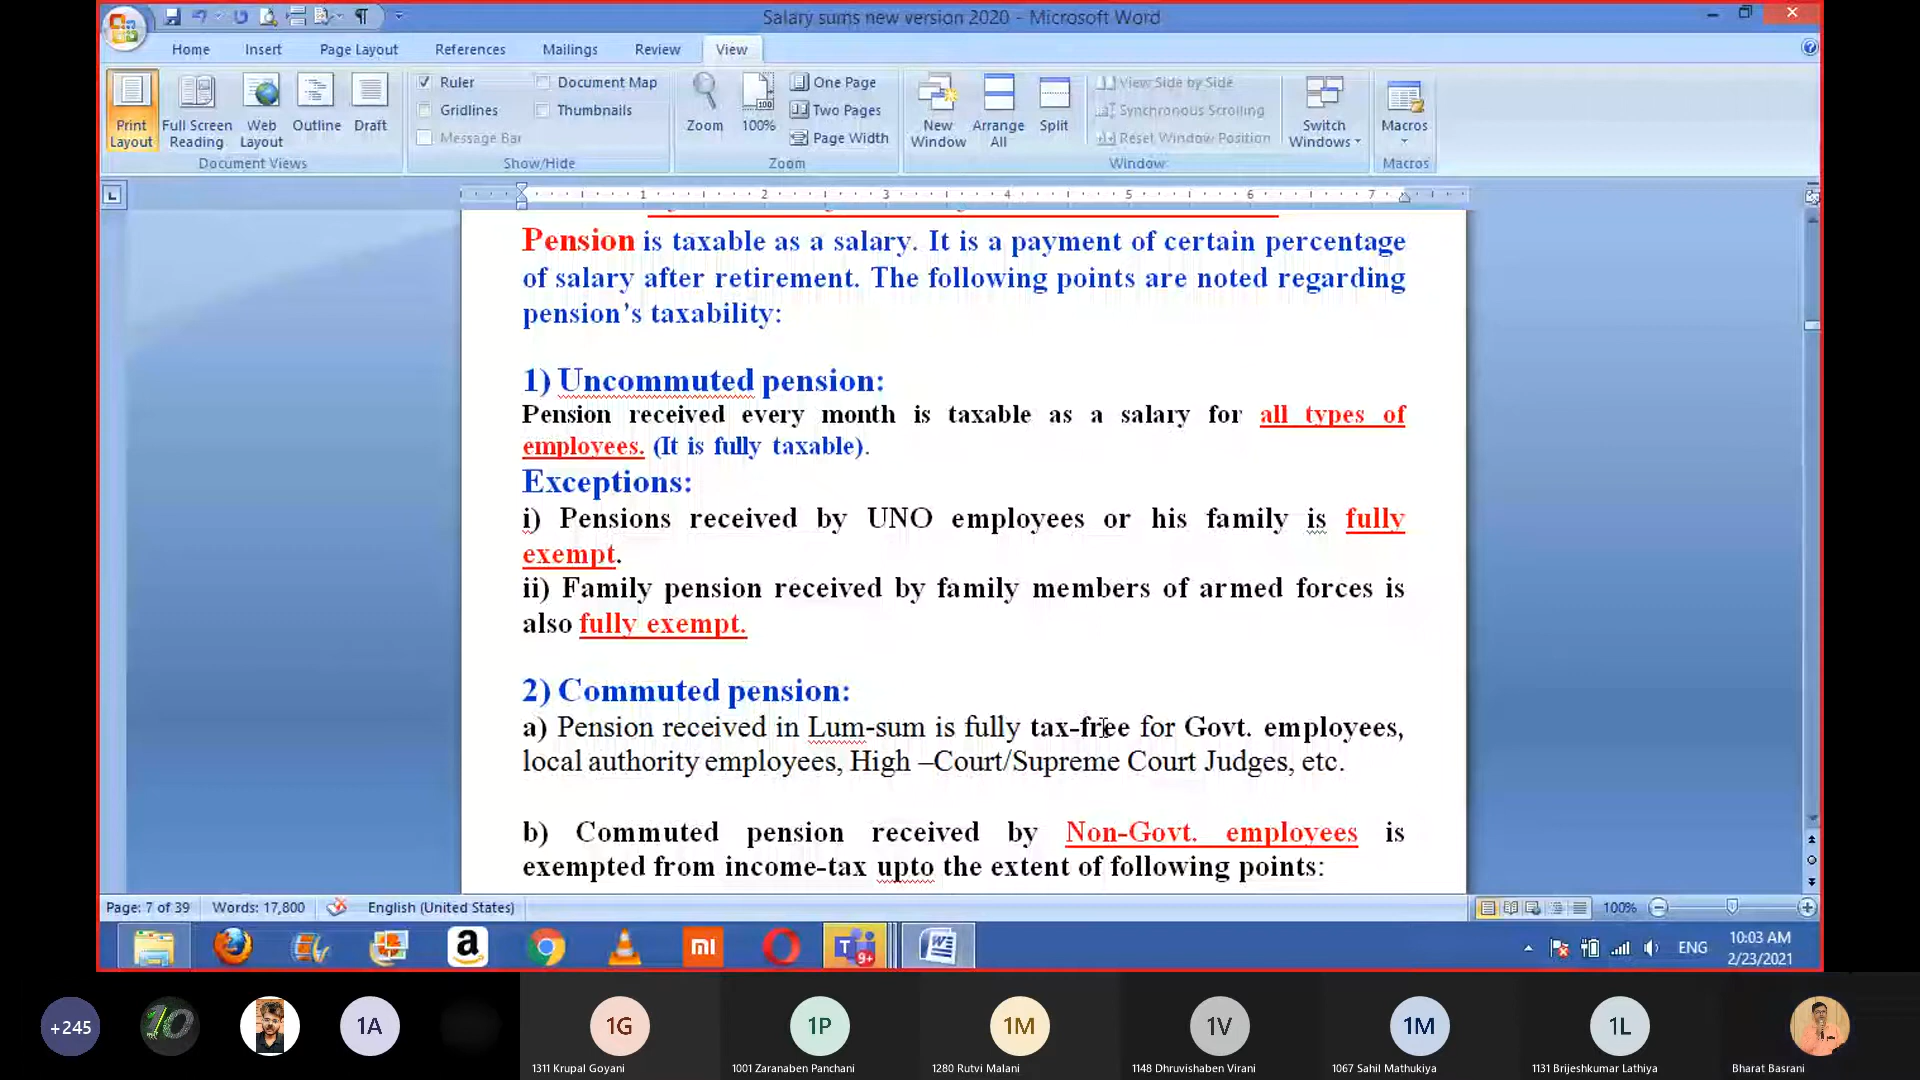 Salary sums new version 2020 - Microsoft Word
Home Insert Page Layout References Mailings Review View
Print Layout
Full Screen Reading
Web Layout
Outline
Draft
Document Views
Ruler
Gridlines
Message Bar
Document Map
Thumbnails
Show/Hide
Zoom
100%
One Page
Two Pages
Page Width
Zoom
New Window
Arrange All
Split
View Side by Side
Synchronous Scrolling
Reset Window Position
Window
Switch Windows
Macros
Macros
1 2 3 4 5 6 7
Pension is taxable as a salary. It is a payment of certain percentage
of salary after retirement. The following points are noted regarding
pension's taxability:
1) Uncommuted pension:
Pension received every month is taxable as a salary for all types of
employees. (It is fully taxable).
Exceptions:
i) Pensions received by UNO employees or his family is fully
exempt.
ii) Family pension received by family members of armed forces is
also fully exempt.
2) Commuted pension:
a) Pension received in Lum-sum is fully tax-free for Govt. employees,
local authority employees, High –Court/Supreme Court Judges, etc.
b) Commuted pension received by Non-Govt. employees is
exempted from income-tax upto the extent of following points:
Page: 7 of 39 Words: 17,800 English (United States) 100%
a mi T 9+ W ENG
10:03 AM
2/23/2021
+245 10 1A 1G 1P 1M 1V 1M 1L
1311 Krupal Goyani 1001 Zaranaben Panchani 1280 Rutvi Malani 1148 Dhruvishaben Virani 1067 Sahil Mathukiya 1131 Brijeshkumar Lathiya Bharat Basrani